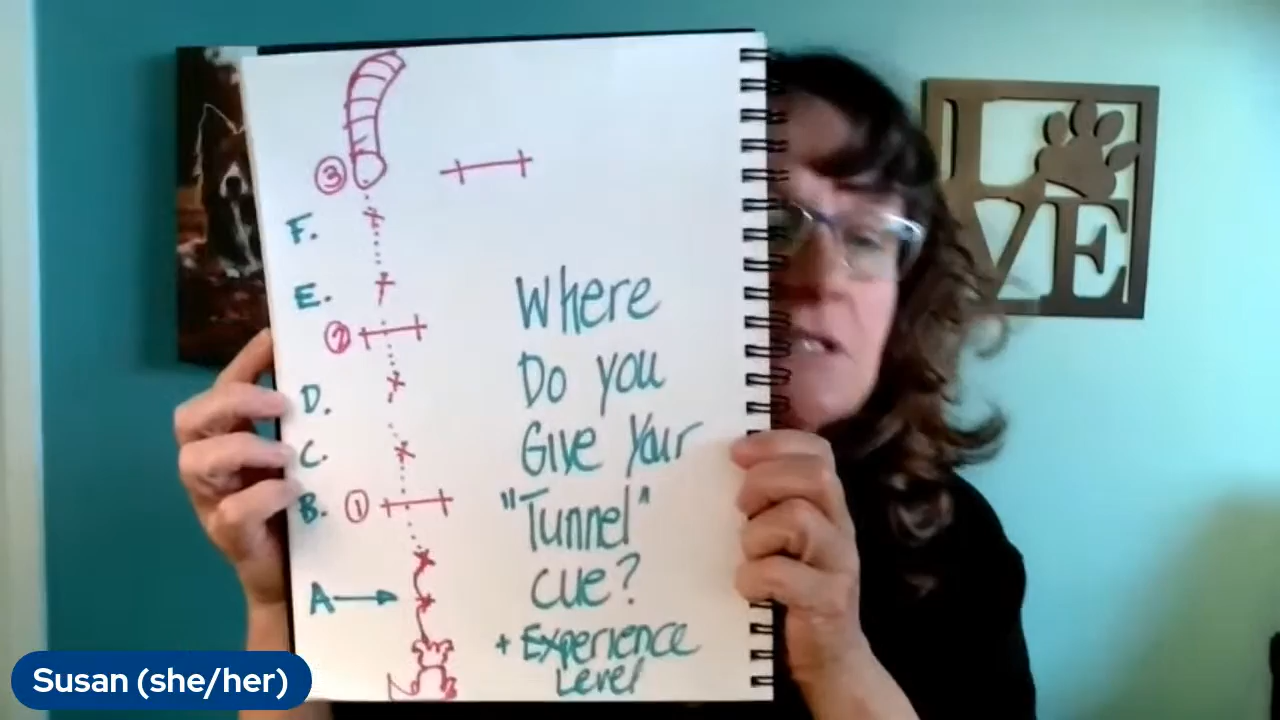 ③
F.
E.
②
D.
C.
B. ①
A
Where
Do you
Give Your
"Tunnel"
Cue?
+ Experience
Level
LOVE
Susan (she/her)